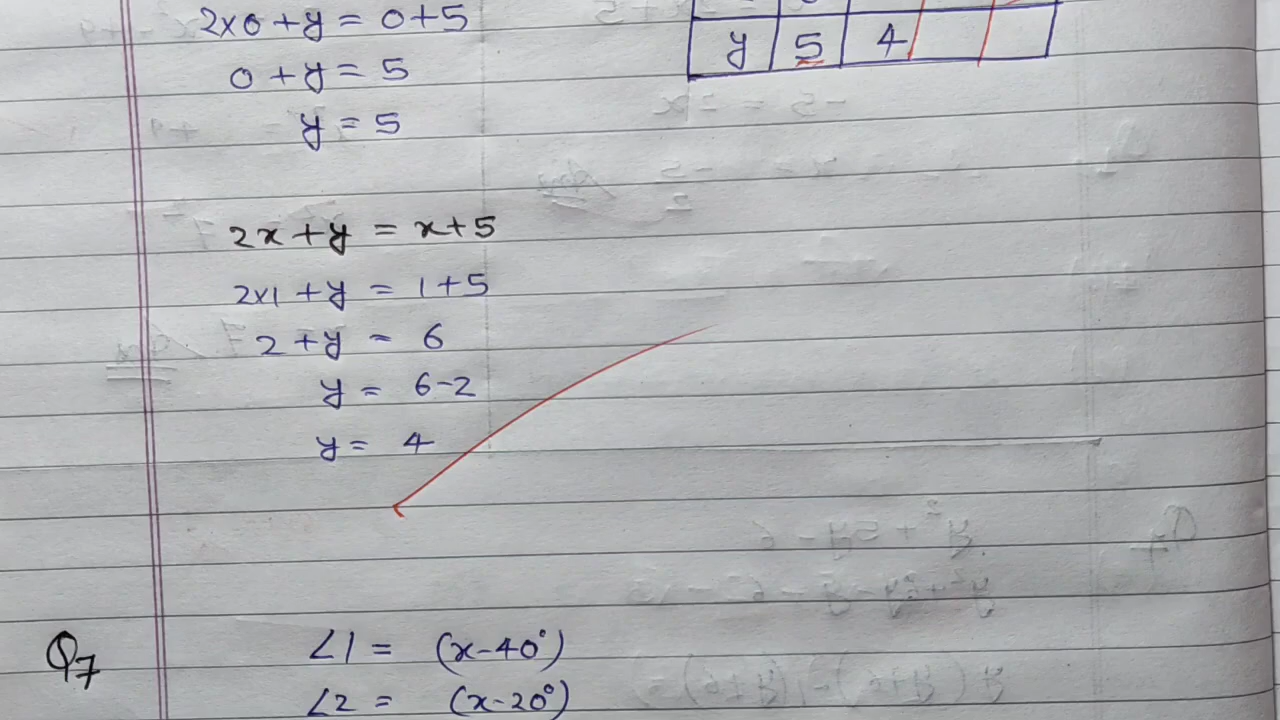 2x0+y = 0+5
0+y = 5
y = 5
y 5 4
2x+y = x+5
2x1+y = 1+5
2+y = 6
y = 6-2
y = 4
Q7 ∠1 = (x-40°)
∠2 = (x-20°)